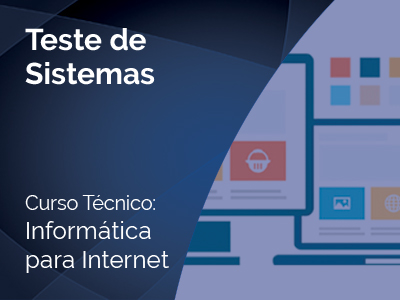 Teste de
Sistemas
Curso Técnico:
Informática
para Internet